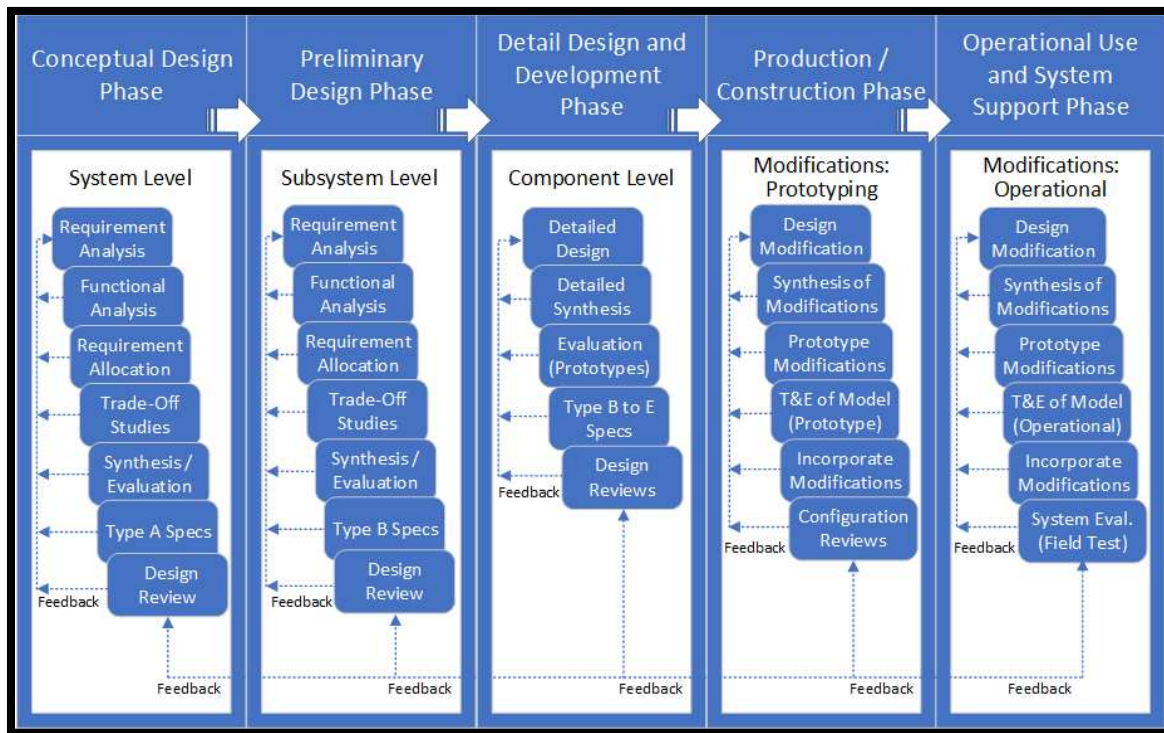 Conceptual Design
Phase
Preliminary
Design Phase
Detail Design and
Development
Phase
Production /
Construction Phase
Operational Use
and System
Support Phase
System Level
Requirement
Analysis
Functional
Analysis
Requirement
Allocation
Trade-Off
Studies
Synthesis /
Evaluation
Type A Specs
Design
Review
Feedback
Feedback
Subsystem Level
Requirement
Analysis
Functional
Analysis
Requirement
Allocation
Trade-Off
Studies
Synthesis /
Evaluation
Type B Specs
Design
Review
Feedback
Feedback
Component Level
Detailed
Design
Detailed
Synthesis
Evaluation
(Prototypes)
Type B to E
Specs
Design
Reviews
Feedback
Feedback
Modifications:
Prototyping
Design
Modification
Synthesis of
Modifications
Prototype
Modifications
T&E of Model
(Prototype)
Incorporate
Modifications
Configuration
Reviews
Feedback
Feedback
Modifications:
Operational
Design
Modification
Synthesis of
Modifications
Prototype
Modifications
T&E of Model
(Operational)
Incorporate
Modifications
System Eval.
(Field Test)
Feedback
Feedback